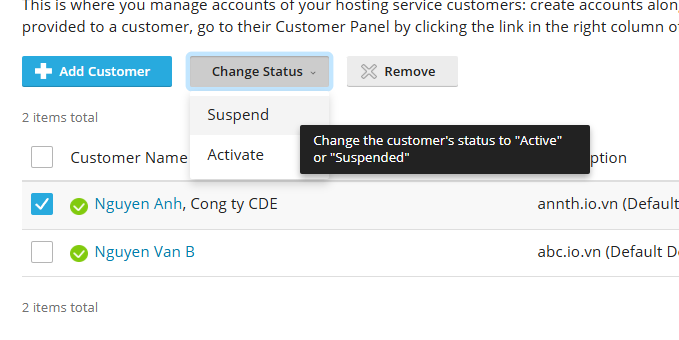 This is where you manage accounts of your hosting service customers: create accounts alon
provided to a customer, go to their Customer Panel by clicking the link in the right column o
Add Customer Change Status Remove
Suspend
2 items total
Change the customer's status to "Active"
or "Suspended"
Activate
Customer Name ption
Nguyen Anh, Cong ty CDE annth.io.vn (Default
Nguyen Van B abc.io.vn (Default D
2 items total